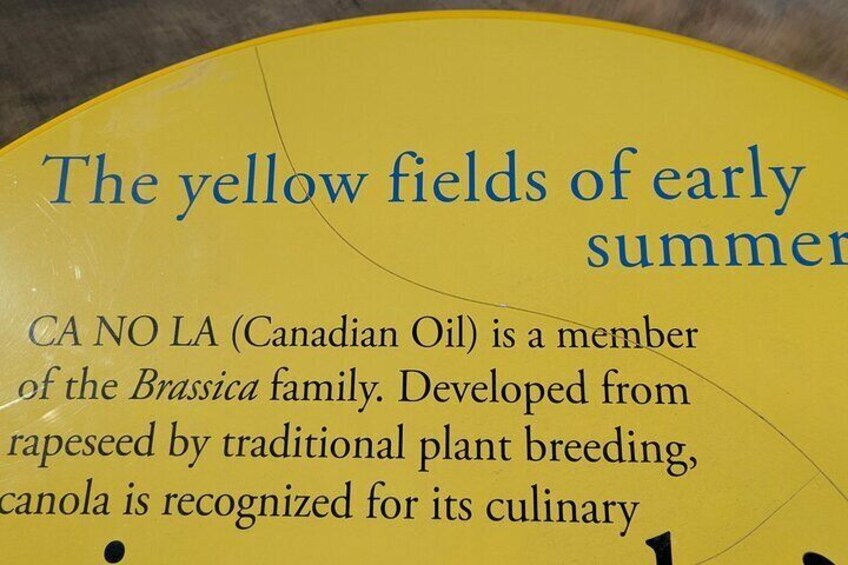 The yellow fields of early
summer
CA NO LA (Canadian Oil) is a member
of the Brassica family. Developed from
rapeseed by traditional plant breeding,
canola is recognized for its culinary